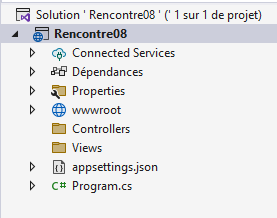 Solution ' Rencontre08 ' (' 1 sur 1 de projet)
Rencontre08
Connected Services
Dépendances
Properties
wwwroot
Controllers
Views
appsettings.json
C# Program.cs